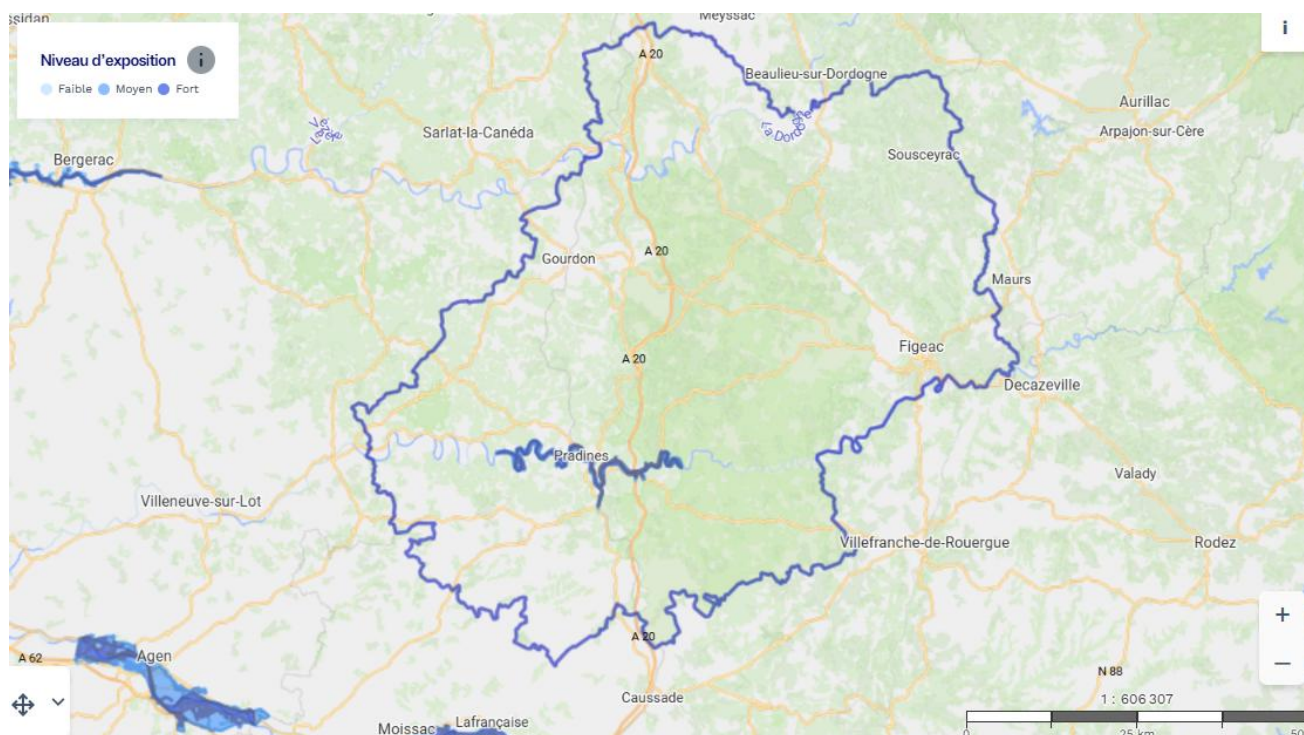 Meyssac
A 20
i
Niveau d'exposition i
Faible Moyen Fort
Beaulieu-sur-Dordogne
Aurillac
Arpajon-sur-Cère
Sarlat-la-Canéda
Bergerac
Sousceyrac
Gourdon
A 20
Maurs
A 20
Figeac
Decazeville
Pradines
Valady
Villeneuve-sur-Lot
Villefranche-de-Rouergue
Rodez
+
A 20
A 62
Agen
−
N 88
Caussade
1 : 606 307
Moissac
Lafrançaise
0 25 km 50